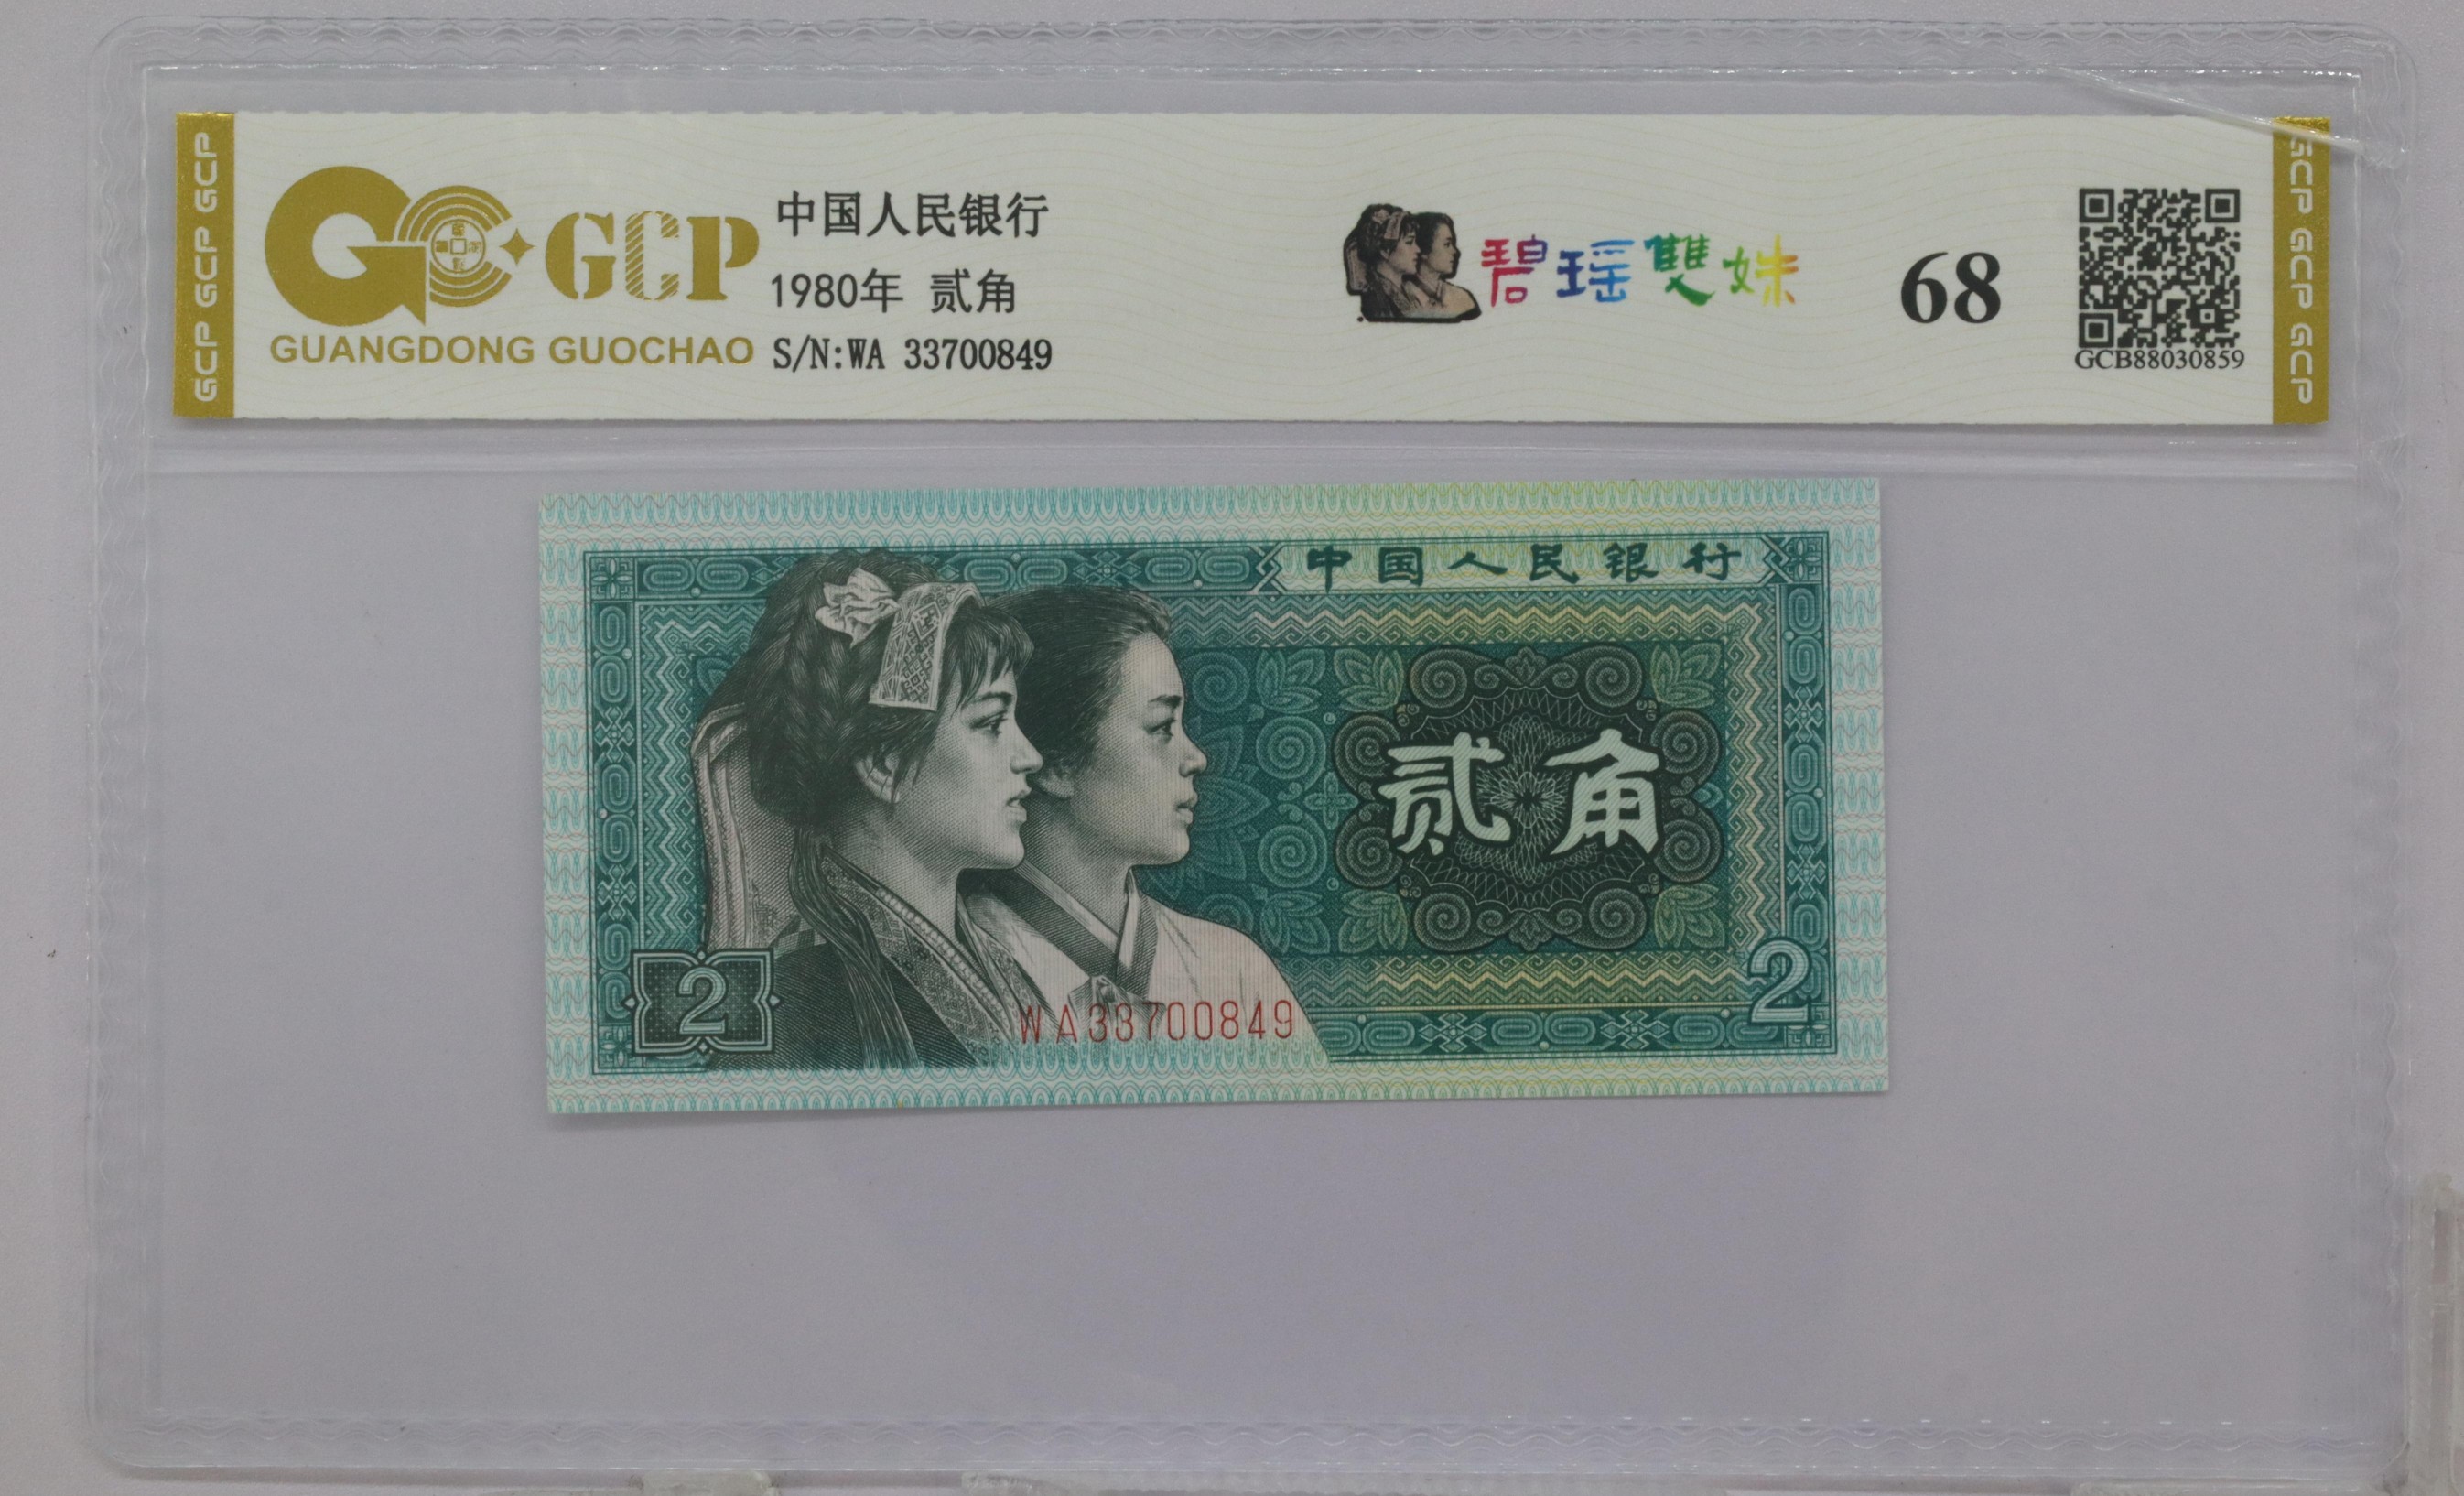 GCP GCP GCP
GCP
GUANGDONG GUOCHAO
中国人民银行
1980年 贰角
S/N:WA 33700849
碧瑶雙妹
68
GCB88030859
GCP GCP GCP
中国人民银行
贰角
2
WA33700849
2